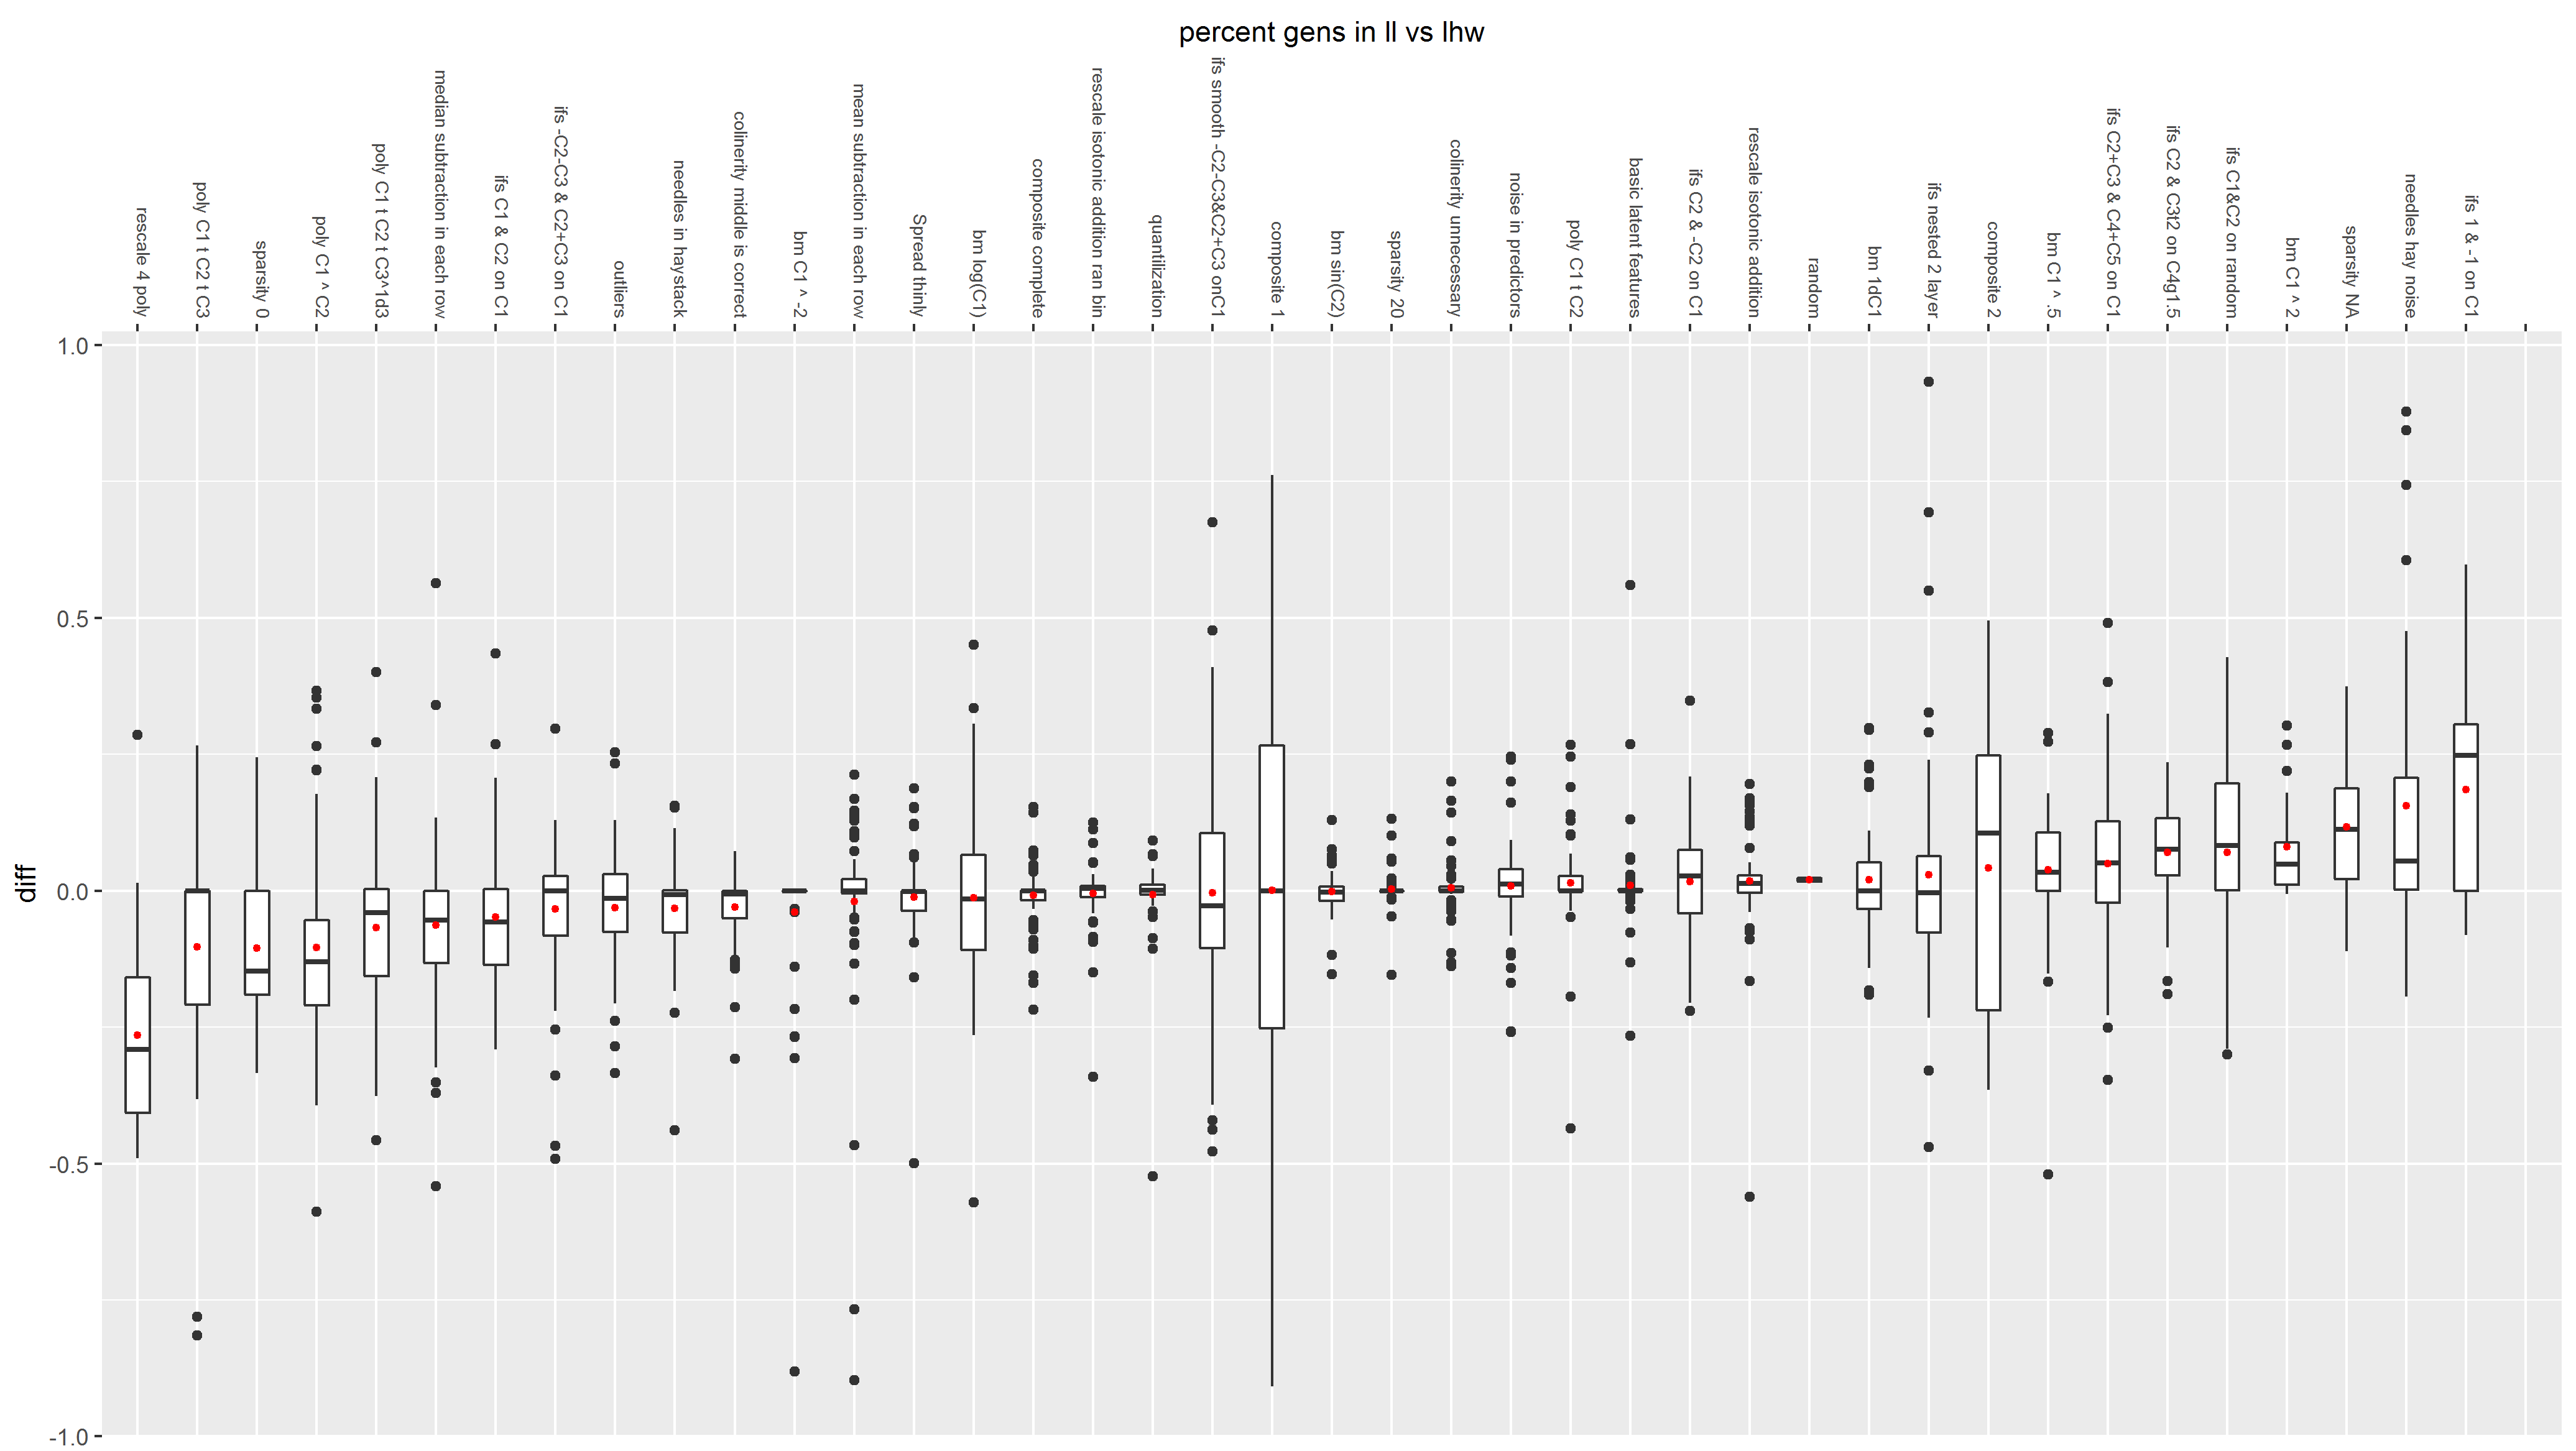 percent gens in ll vs lhw
rescale 4 poly
poly C1 t C2 t C3
sparsity 0
poly C1 ^ C2
poly C1 t C2 t C3^1d3
median subtraction in each row
ifs C1 & C2 on C1
ifs -C2-C3 & C2+C3 on C1
outliers
needles in haystack
colinerity middle is correct
bm C1 ^ -2
mean subtraction in each row
Spread thinly
bm log(C1)
composite complete
rescale isotonic addition ran bin
quantilization
ifs smooth -C2-C3&C2+C3 onC1
composite 1
bm sin(C2)
sparsity 20
colinerity unnecessary
noise in predictors
poly C1 t C2
basic latent features
ifs C2 & -C2 on C1
rescale isotonic addition
random
bm 1dC1
ifs nested 2 layer
composite 2
bm C1 ^ .5
ifs C2+C3 & C4+C5 on C1
ifs C2 & C3t2 on C4g1.5
ifs C1&C2 on random
bm C1 ^ 2
sparsity NA
needles hay noise
ifs 1 & -1 on C1
1.0
0.5
0.0
-0.5
-1.0
diff